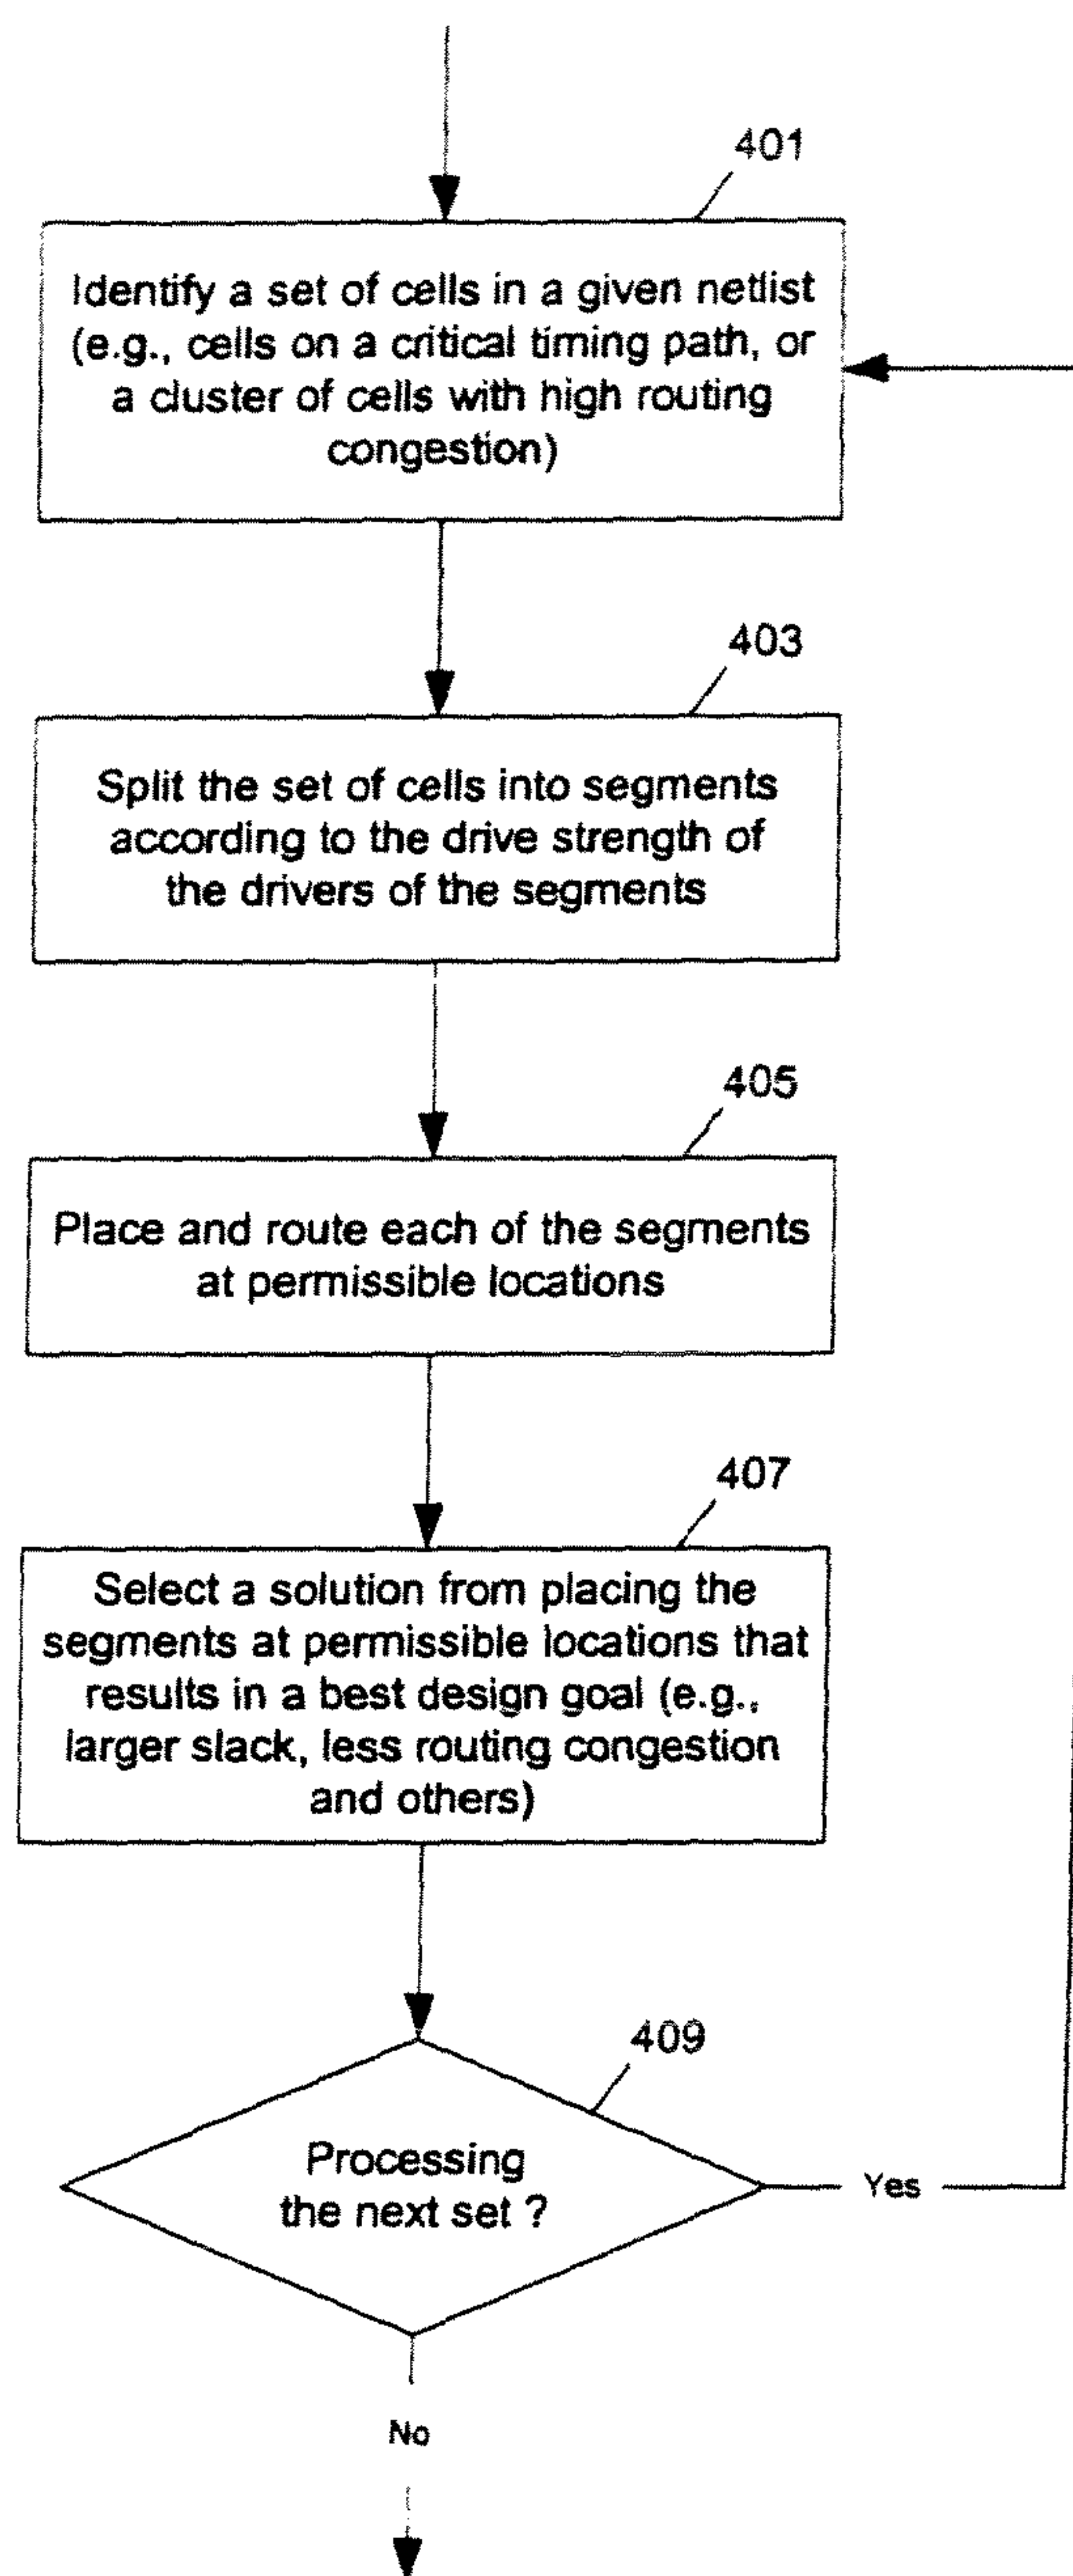 401
Identify a set of cells in a given netlist
(e.g., cells on a critical timing path, or
a cluster of cells with high routing
congestion)
403
Split the set of cells into segments
according to the drive strength of
the drivers of the segments
405
Place and route each of the segments
at permissible locations
407
Select a solution from placing the
segments at permissible locations that
results in a best design goal (e.g.,
larger slack, less routing congestion
and others)
409
Processing
the next set ?
Yes
No